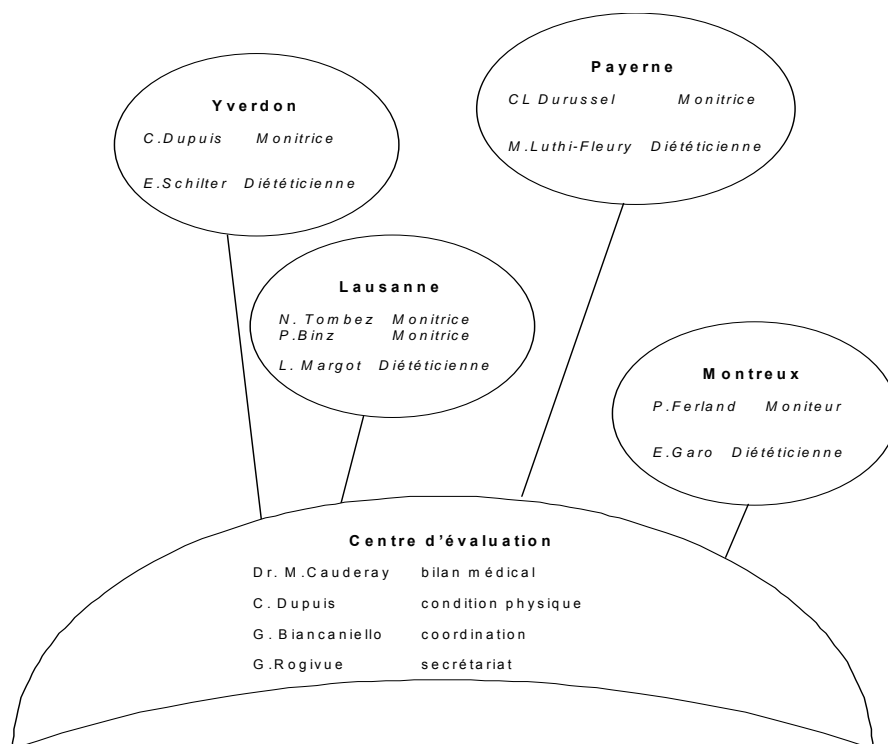 Payerne
CL Durussel Monitrice
M.Luthi-Fleury Diététicienne
Yverdon
C.Dupuis Monitrice
E.Schilter Diététicienne
Lausanne
N. Tombez Monitrice
P.Binz Monitrice
L. Margot Diététicienne
Montreux
P.Ferland Moniteur
E.Garo Diététicienne
Centre d'évaluation
Dr. M.Cauderay bilan médical
C. Dupuis condition physique
G. Biancaniello coordination
G.Rogivue secrétariat